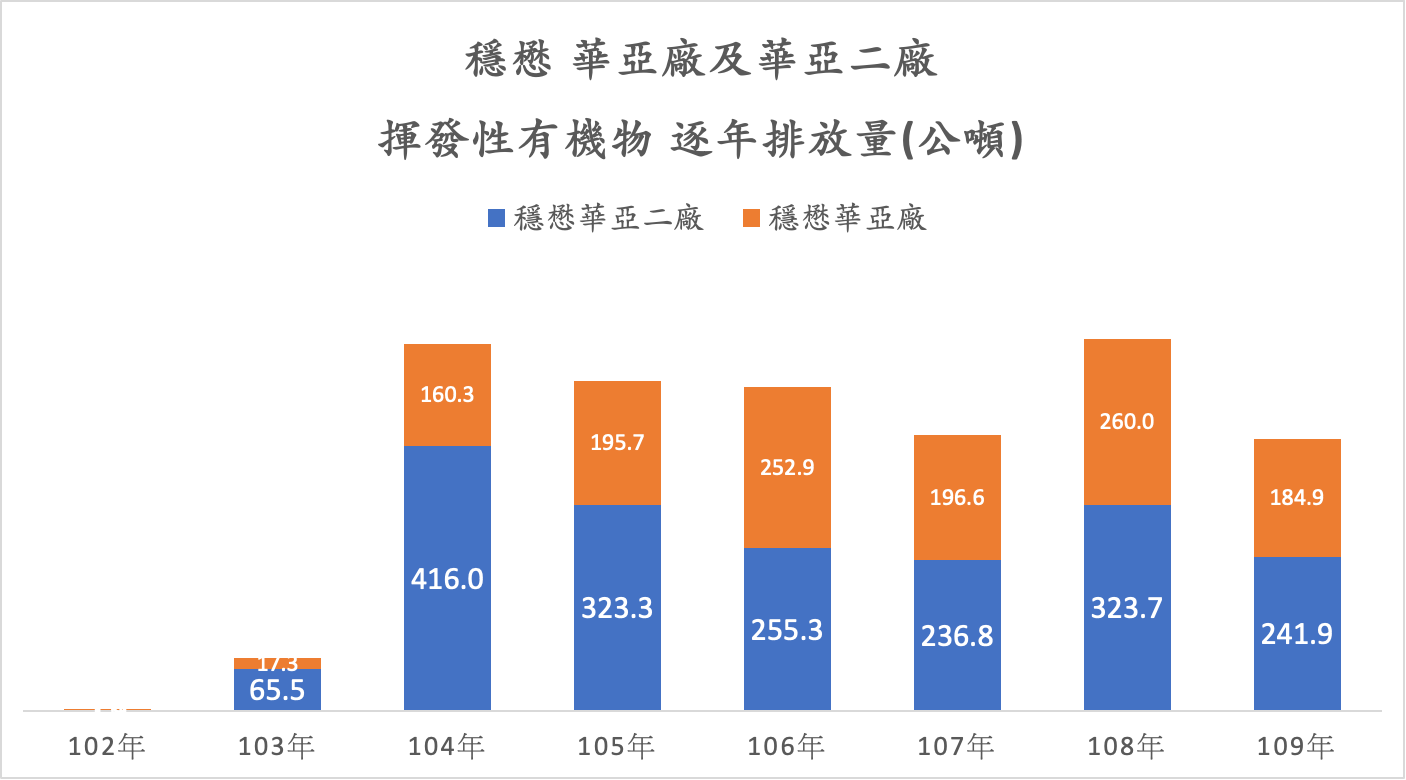 穩懋 華亞廠及華亞二廠
揮發性有機物 逐年排放量(公噸)
穩懋華亞二廠 穩懋華亞廠
160.3 195.7 252.9 196.6 260.0 184.9
17.3
65.5 416.0 323.3 255.3 236.8 323.7 241.9
102年 103年 104年 105年 106年 107年 108年 109年